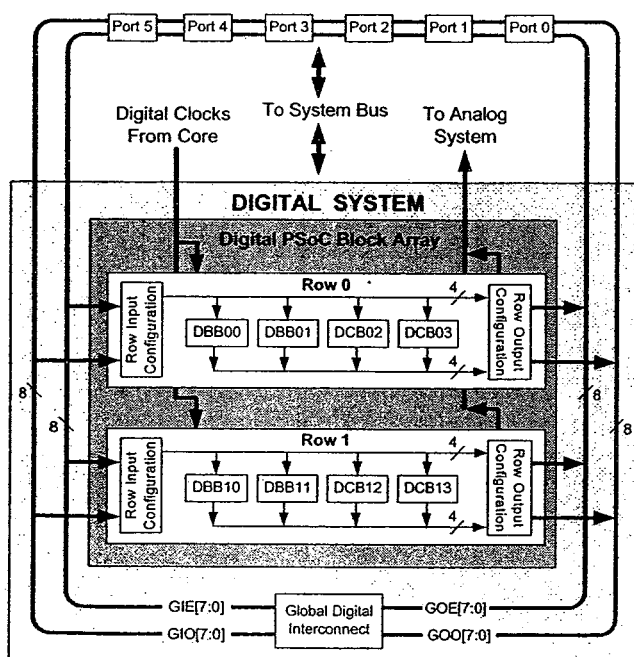 Port 5 Port 4 Port 3 Port 2 Port 1 Port 0
Digital Clocks
From Core
To System Bus
To Analog
System
DIGITAL SYSTEM
Digital PSoC Block Array
Row 0
Row Input
Configuration
4
DBB00 DBB01 DCB02 DCB03
4
Row Output
Configuration
8
8
8
8
Row 1
Row Input
Configuration
4
DBB10 DBB11 DCB12 DCB13
4
Row Output
Configuration
GIE[7:0]
GIO[7:0]
Global Digital
Interconnect
GOE[7:0]
GOO[7:0]